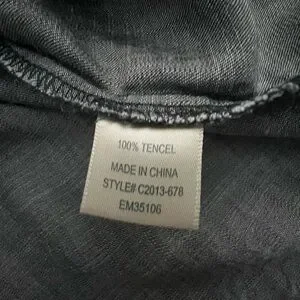 100% TENCEL
MADE IN CHINA
STYLE# C2013-678
EM35106